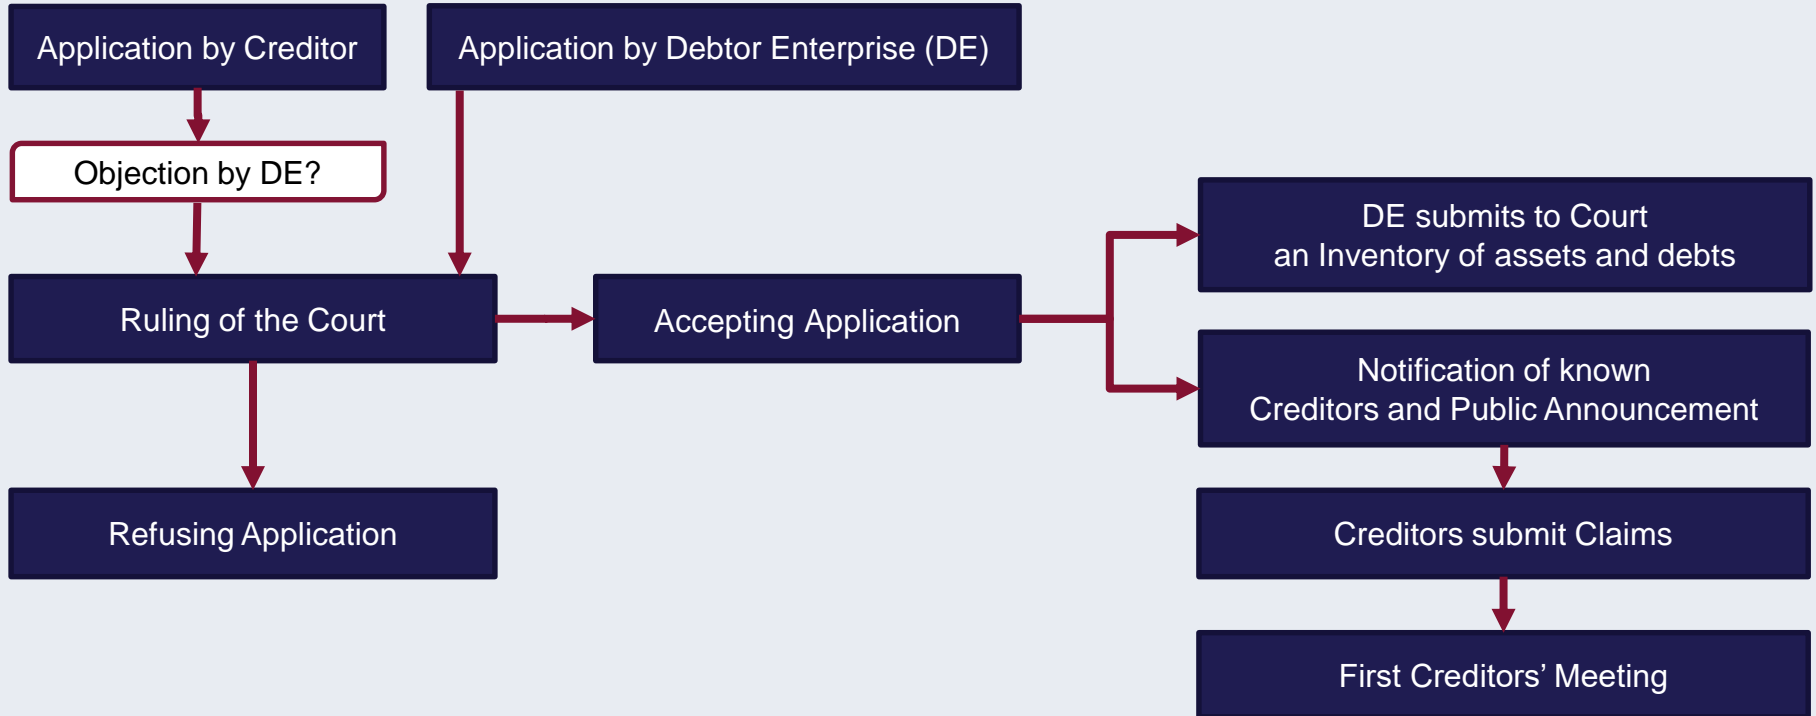 Application by Creditor
Application by Debtor Enterprise (DE)
Objection by DE?
DE submits to Court
an Inventory of assets and debts
Ruling of the Court
Accepting Application
Notification of known
Creditors and Public Announcement
Refusing Application
Creditors submit Claims
First Creditors’ Meeting